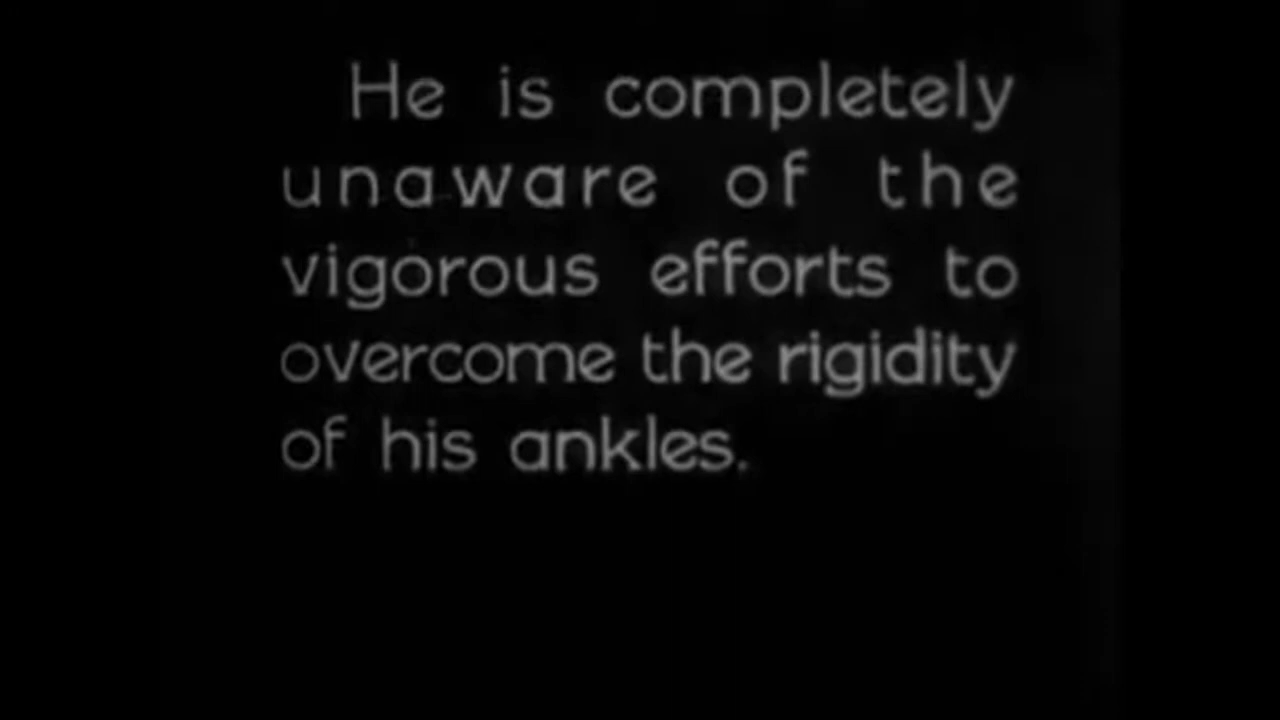 He is completely
unaware of the
vigorous efforts to
overcome the rigidity
of his ankles.